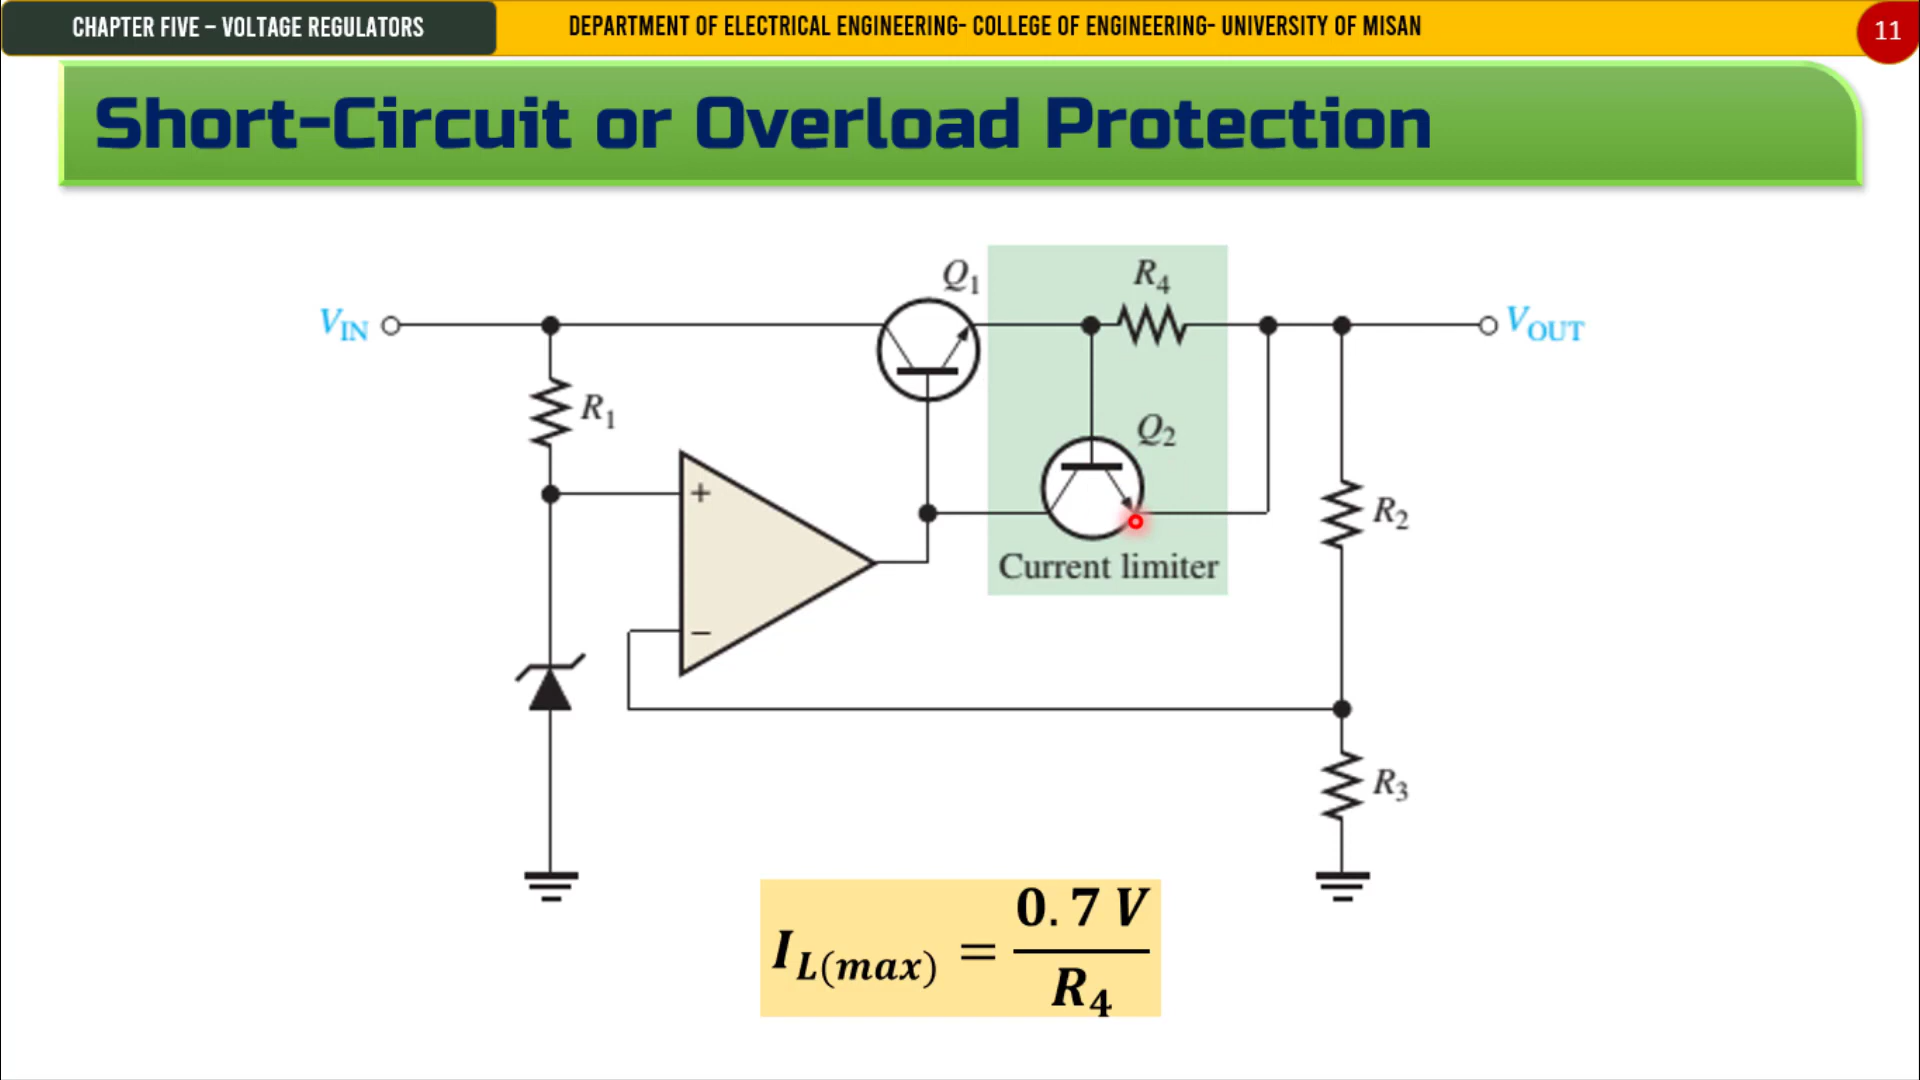 CHAPTER FIVE – VOLTAGE REGULATORS
DEPARTMENT OF ELECTRICAL ENGINEERING- COLLEGE OF ENGINEERING- UNIVERSITY OF MISAN
11
Short-Circuit or Overload Protection
Q1
R4
VIN
VOUT
R1
Q2
+
R2
Current limiter
−
R3
I L(max) = 0.7 V / R4